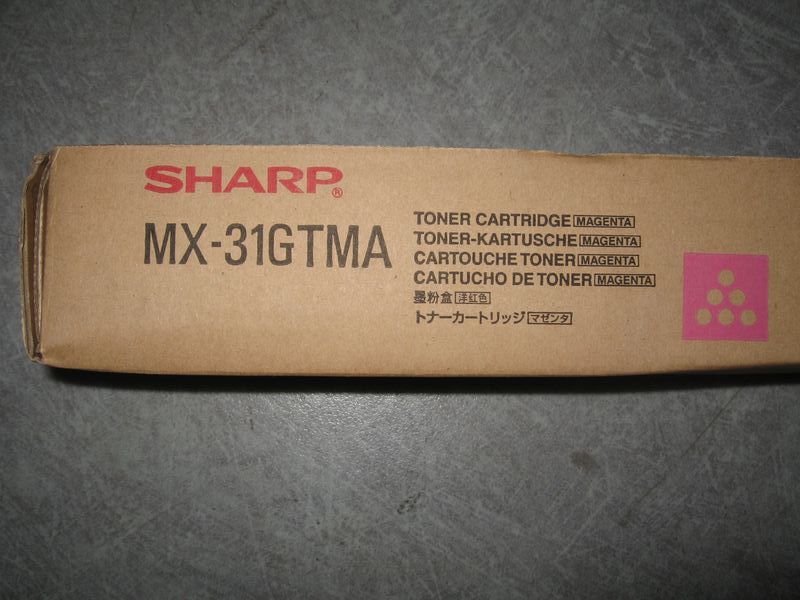 SHARP®
MX-31GTMA
TONER CARTRIDGE MAGENTA
TONER-KARTUSCHE MAGENTA
CARTOUCHE TONER MAGENTA
CARTUCHO DE TONER MAGENTA
墨粉盒 洋红色
トナーカートリッジ マゼンタ